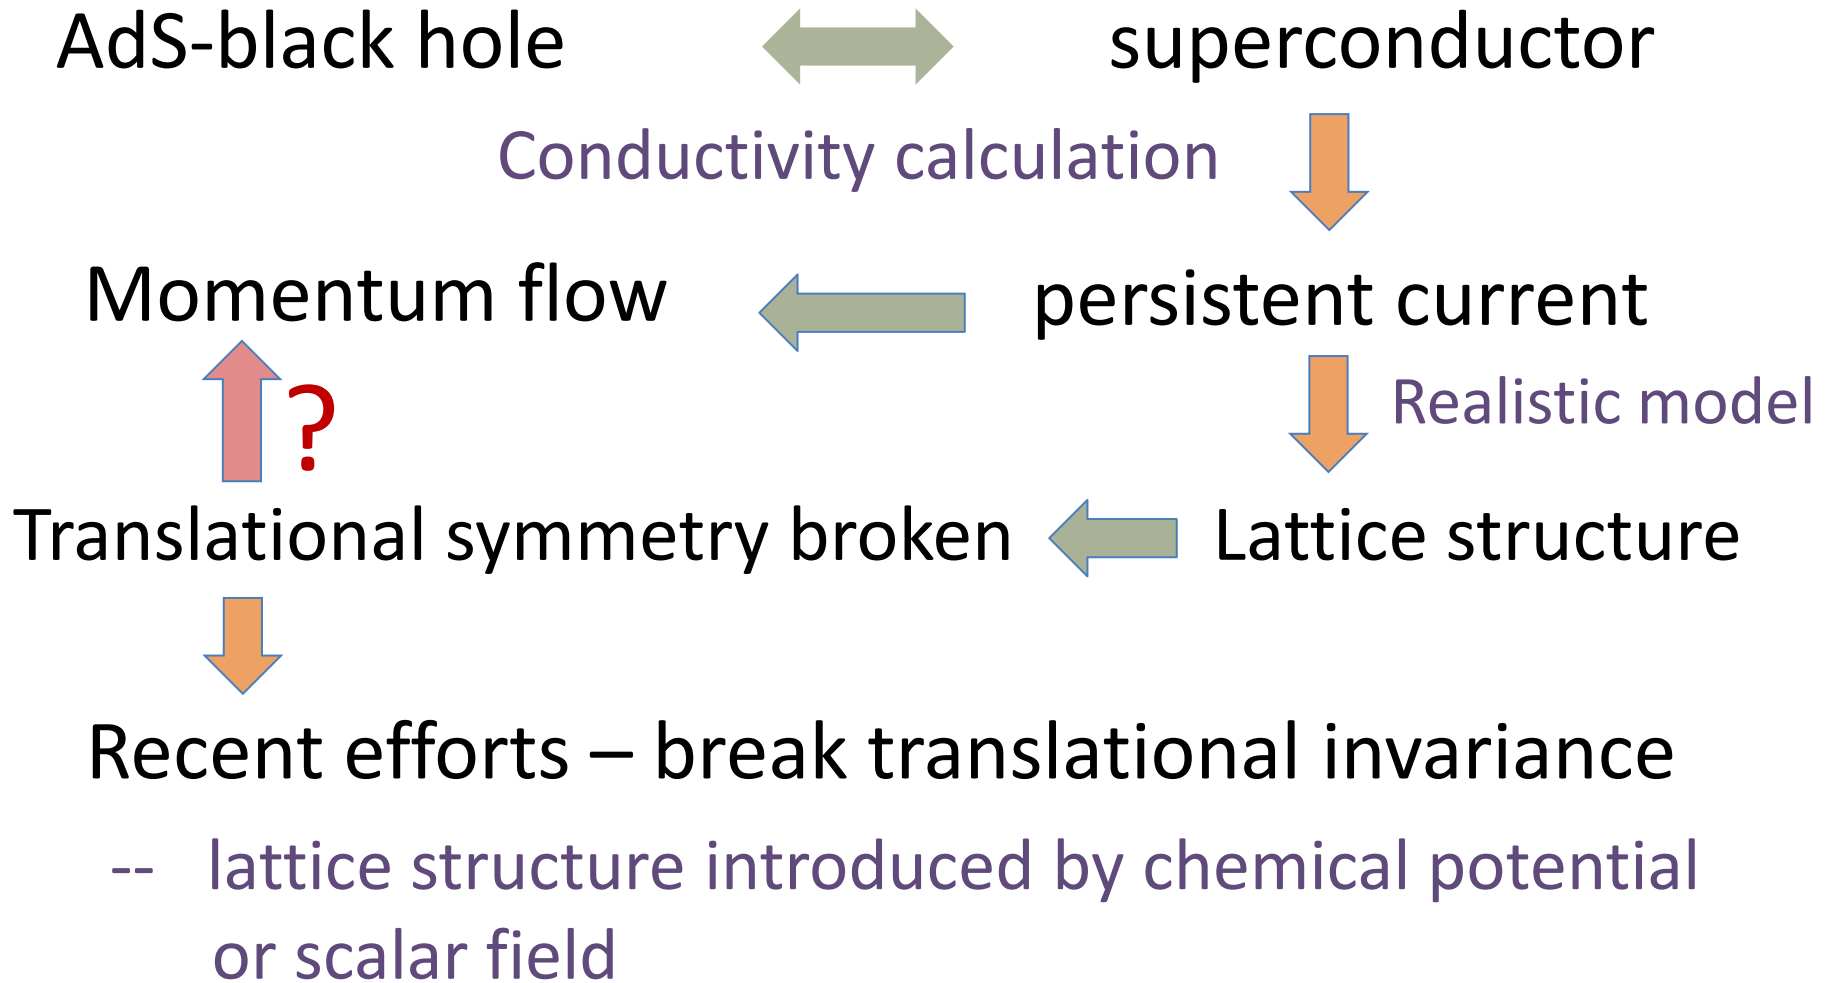 AdS-black hole superconductor
Conductivity calculation
Momentum flow persistent current
? Realistic model
Translational symmetry broken Lattice structure
Recent efforts – break translational invariance
-- lattice structure introduced by chemical potential
or scalar field